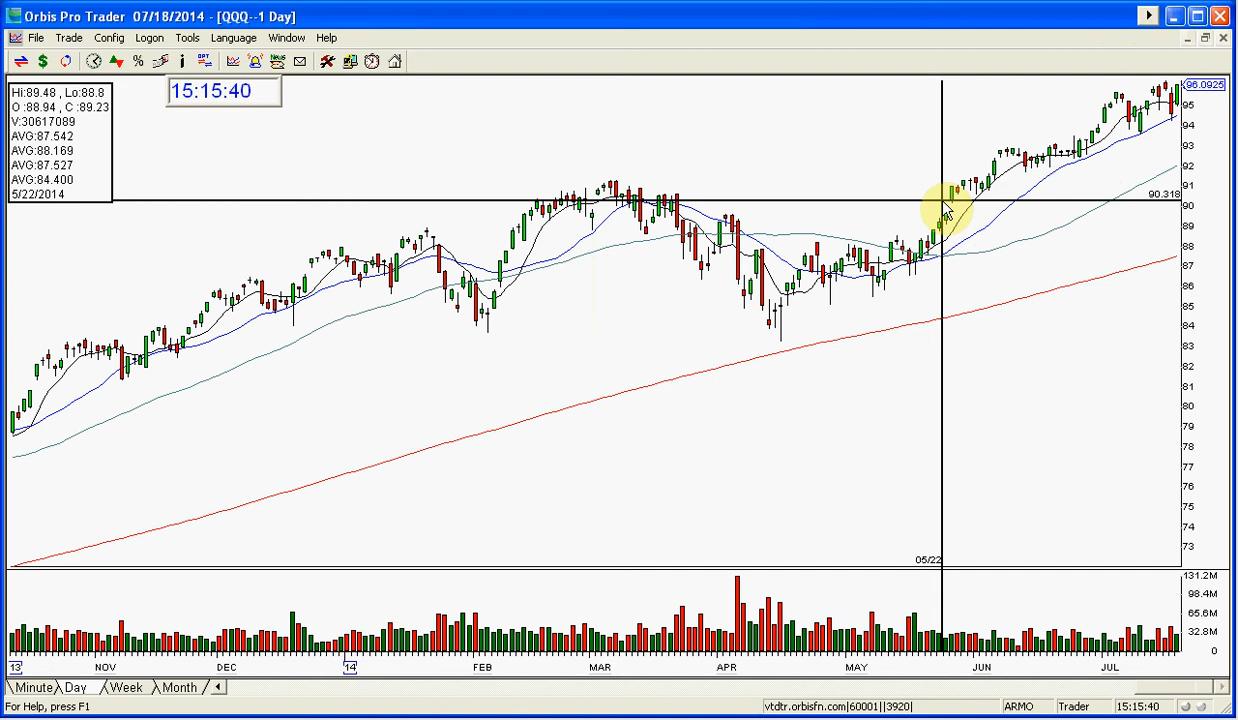 Orbis Pro Trader 07/18/2014 - [QQQ--1 Day]
File Trade Config Logon Tools Language Window Help
15:15:40
Hi:89.48 , Lo:88.8
O :88.94 , C :89.23
V:30617089
AVG:87.542
AVG:88.169
AVG:87.527
AVG:84.400
5/22/2014
96.0925
95
94
93
92
91
90.318
90
89
88
87
86
85
84
83
82
81
80
79
78
77
76
75
74
73
05/22
131.2M
98.4M
65.6M
32.8M
0
13 NOV DEC 14 FEB MAR APR MAY JUN JUL
Minute Day Week Month
For Help, press F1 vtdtr.orbisfn.com|60001||3920| ARMO Trader 15:15:40